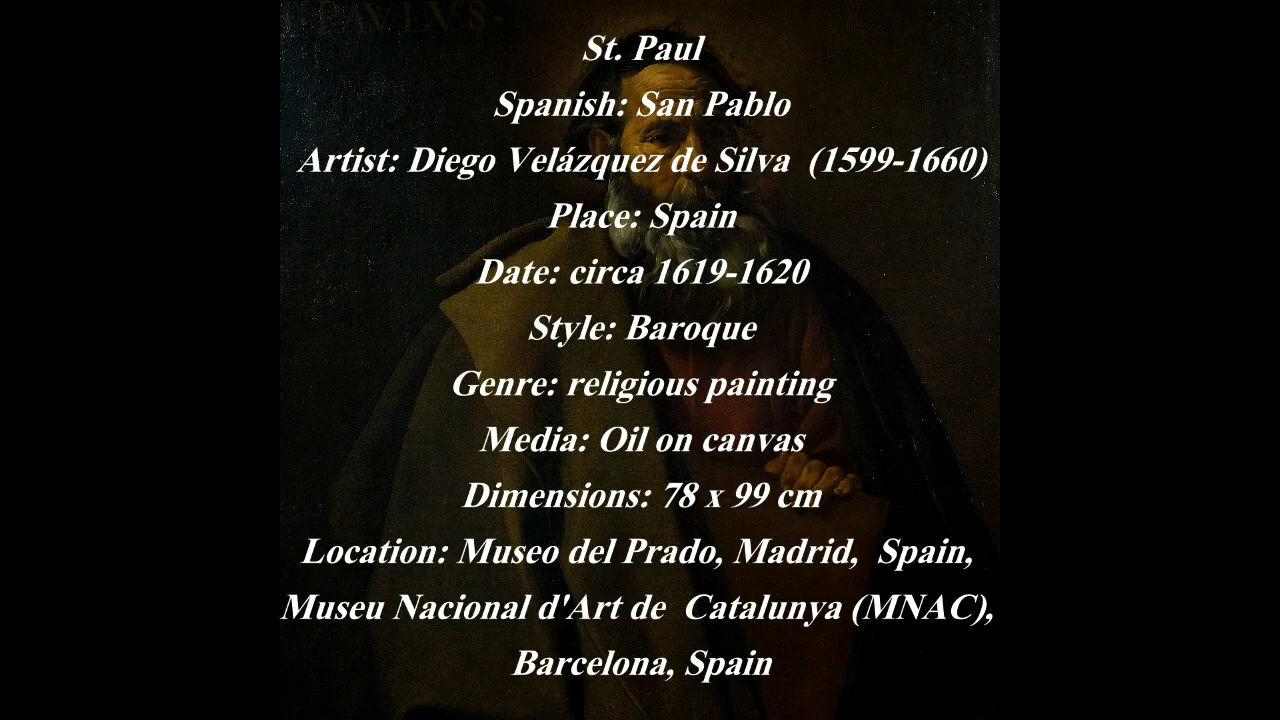 S. PAVLVS.
St. Paul
Spanish: San Pablo
Artist: Diego Velázquez de Silva (1599-1660)
Place: Spain
Date: circa 1619-1620
Style: Baroque
Genre: religious painting
Media: Oil on canvas
Dimensions: 78 x 99 cm
Location: Museo del Prado, Madrid, Spain,
Museu Nacional d'Art de Catalunya (MNAC),
Barcelona, Spain